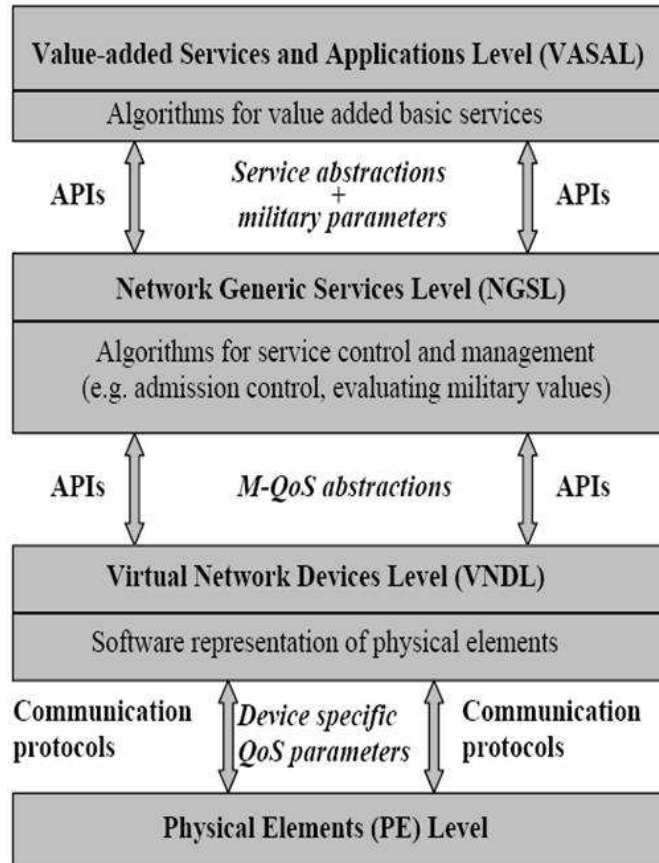 Value-added Services and Applications Level (VASAL)
Algorithms for value added basic services
APIs
Service abstractions
+
military parameters
APIs
Network Generic Services Level (NGSL)
Algorithms for service control and management
(e.g. admission control, evaluating military values)
APIs
M-QoS abstractions
APIs
Virtual Network Devices Level (VNDL)
Software representation of physical elements
Communication
protocols
Device specific
QoS parameters
Communication
protocols
Physical Elements (PE) Level